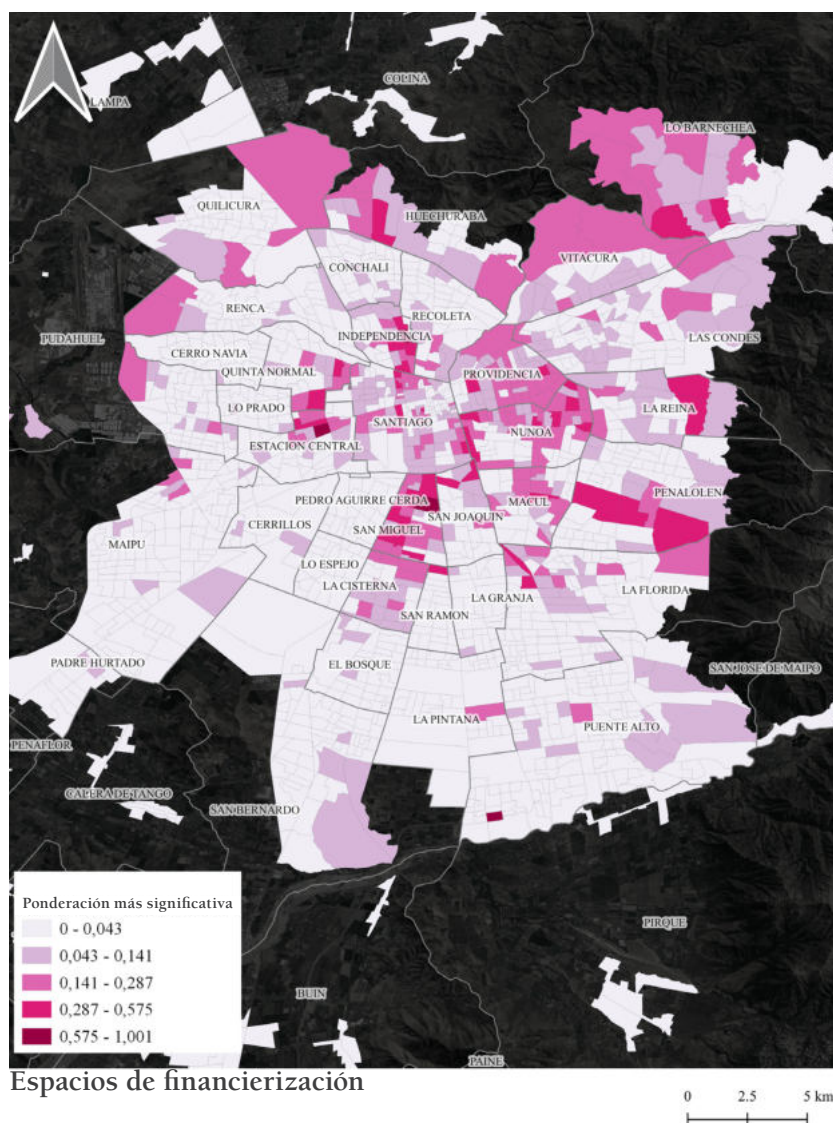 COLINA
LAMPA
LO BARNECHEA
QUILICURA
HUECHURABA
VITACURA
CONCHALI
RENCA
RECOLETA
INDEPENDENCIA
PUDAHUEL
LAS CONDES
CERRO NAVIA
QUINTA NORMAL
PROVIDENCIA
LO PRADO
LA REINA
SANTIAGO
NUNOA
ESTACION CENTRAL
PENALOLEN
PEDRO AGUIRRE CERDA
MACUL
SAN JOAQUIN
CERRILLOS
SAN MIGUEL
MAIPU
LO ESPEJO
LA CISTERNA
LA GRANJA
LA FLORIDA
SAN RAMON
PADRE HURTADO
EL BOSQUE
SAN JOSE DE MAIPO
LA PINTANA
PUENTE ALTO
PENAFLOR
CALERA DE TANGO
SAN BERNARDO
Ponderación más significativa
0 - 0,043
0,043 - 0,141
0,141 - 0,287
0,287 - 0,575
0,575 - 1,001
PIRQUE
BUIN
PAINE
Espacios de financierización
0 2.5 5 km